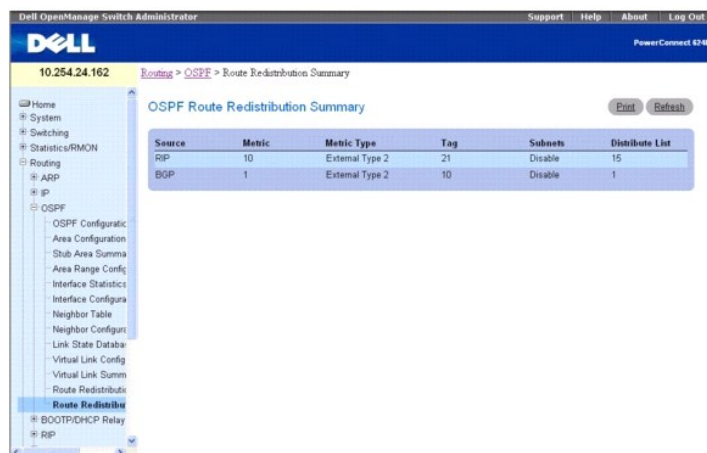 Dell OpenManage Switch Administrator
Support Help About Log Out
DELL
PowerConnect 624
10.254.24.162
Routing > OSPF > Route Redistribution Summary
Home
System
Switching
Statistics/RMON
Routing
ARP
IP
OSPF
OSPF Configuratic
Area Configuration
Stub Area Summa
Area Range Config
Interface Statistics
Interface Configura
Neighbor Table
Neighbor Configura
Link State Databa
Virtual Link Config
Virtual Link Summ
Route Redistributi
Route Redistribu
BOOTP/DHCP Relay
RIP
OSPF Route Redistribution Summary
Print Refresh
Source Metric Metric Type Tag Subnets Distribute List
RIP 10 External Type 2 21 Disable 15
BGP 1 External Type 2 10 Disable 1